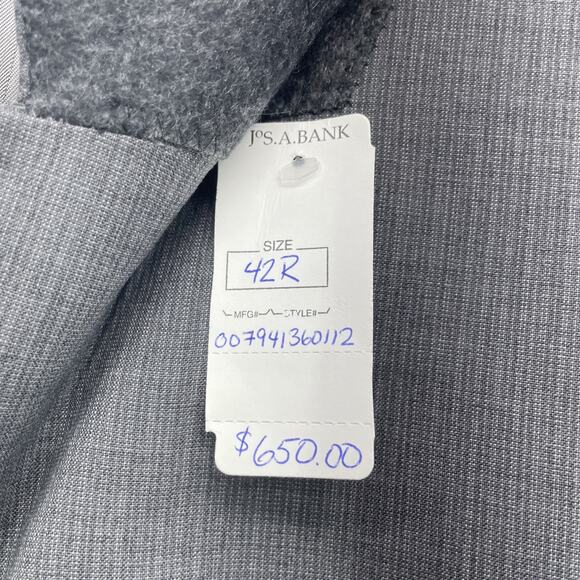 JOS.A.BANK
SIZE
42R
MFG# STYLE#
007941360112
$650.00